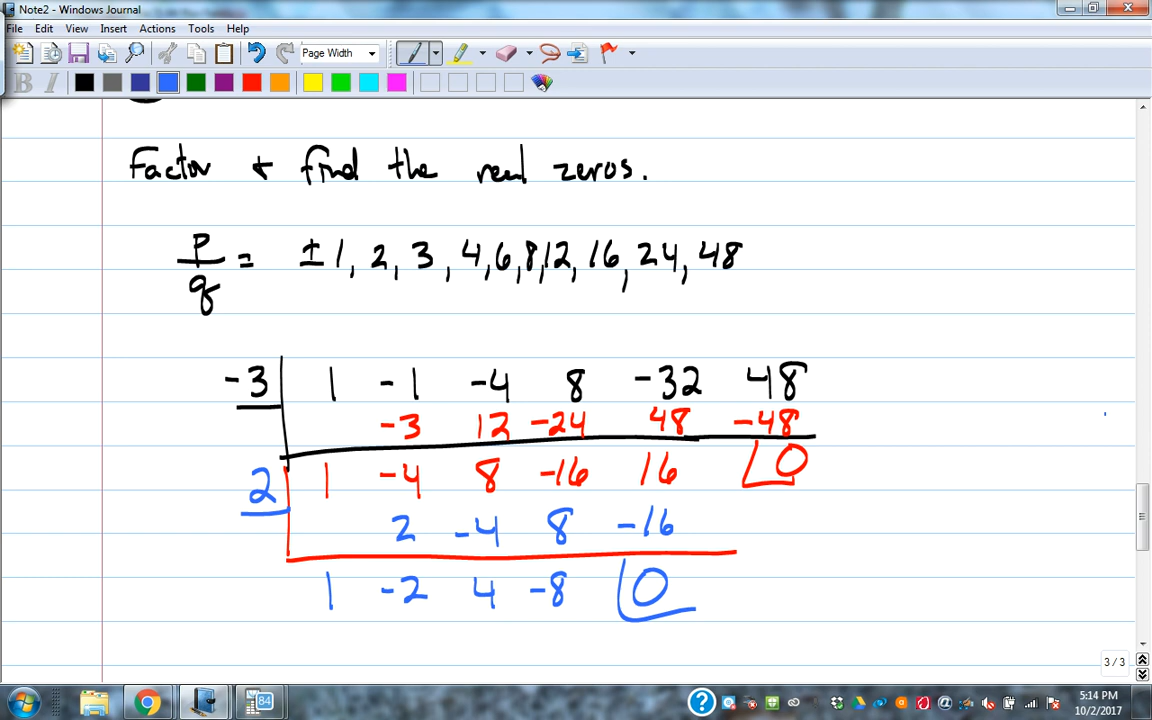 Note2 - Windows Journal
File Edit View Insert Actions Tools Help
Page Width
B I
Factor + find the real zeros.
p/q = ± 1, 2, 3, 4, 6, 8, 12, 16, 24, 48
-3 1 -1 -4 8 -32 48
-3 12 -24 48 -48
2 1 -4 8 -16 16 0
2 -4 8 -16
1 -2 4 -8 0
3 / 3
84
5:14 PM
10/2/2017